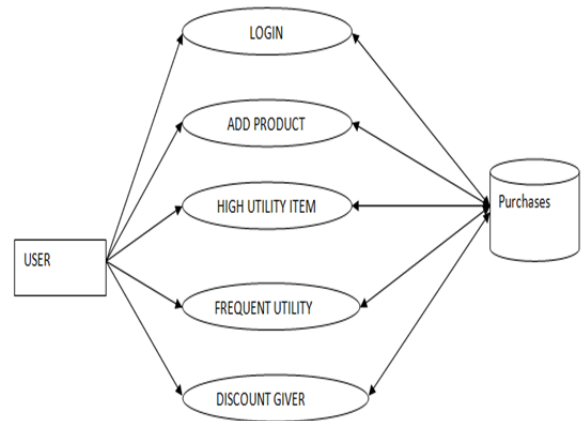 LOGIN
ADD PRODUCT
HIGH UTILITY ITEM
Purchases
USER
FREQUENT UTILITY
DISCOUNT GIVER